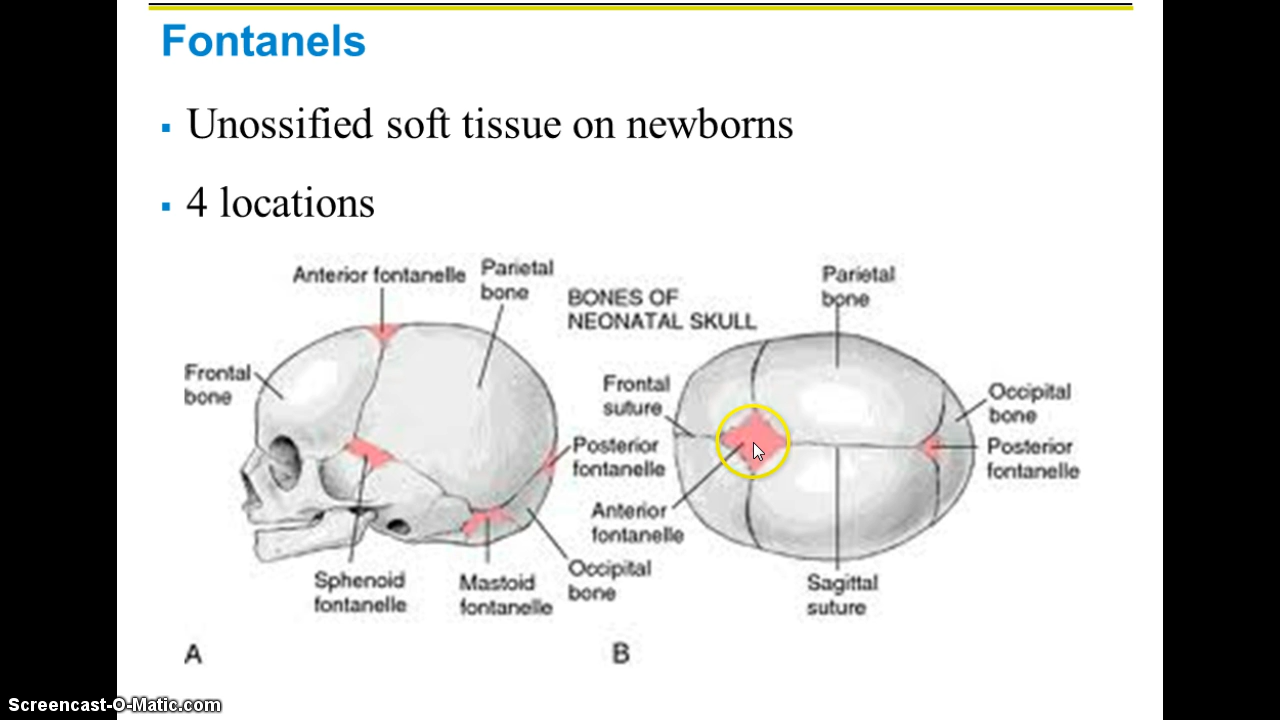 Fontanels
▪ Unossified soft tissue on newborns
▪ 4 locations
Anterior fontanelle
Parietal
bone
BONES OF
NEONATAL SKULL
Frontal
bone
Posterior
fontanelle
Sphenoid
fontanelle
Mastoid
fontanelle
Occipital
bone
A
Parietal
bone
Frontal
suture
Occipital
bone
Posterior
fontanelle
Anterior
fontanelle
Sagittal
suture
B
Screencast-O-Matic.com